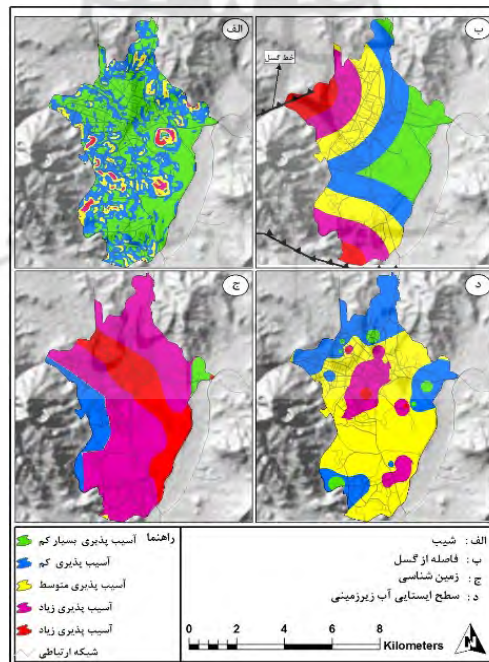 الف
پ
خط گسل
ج
د
راهنما
آسیب پذیری بسیار کم
آسیب پذیری کم
آسیب پذیری متوسط
آسیب پذیری زیاد
آسیب پذیری زیاد
شبکه ارتباطی
الف: شیب
پ: فاصله از گسل
ج: زمین شناسی
د: سطح ایستایی آب زیرزمینی
0 2 4 6 8
Kilometers
N